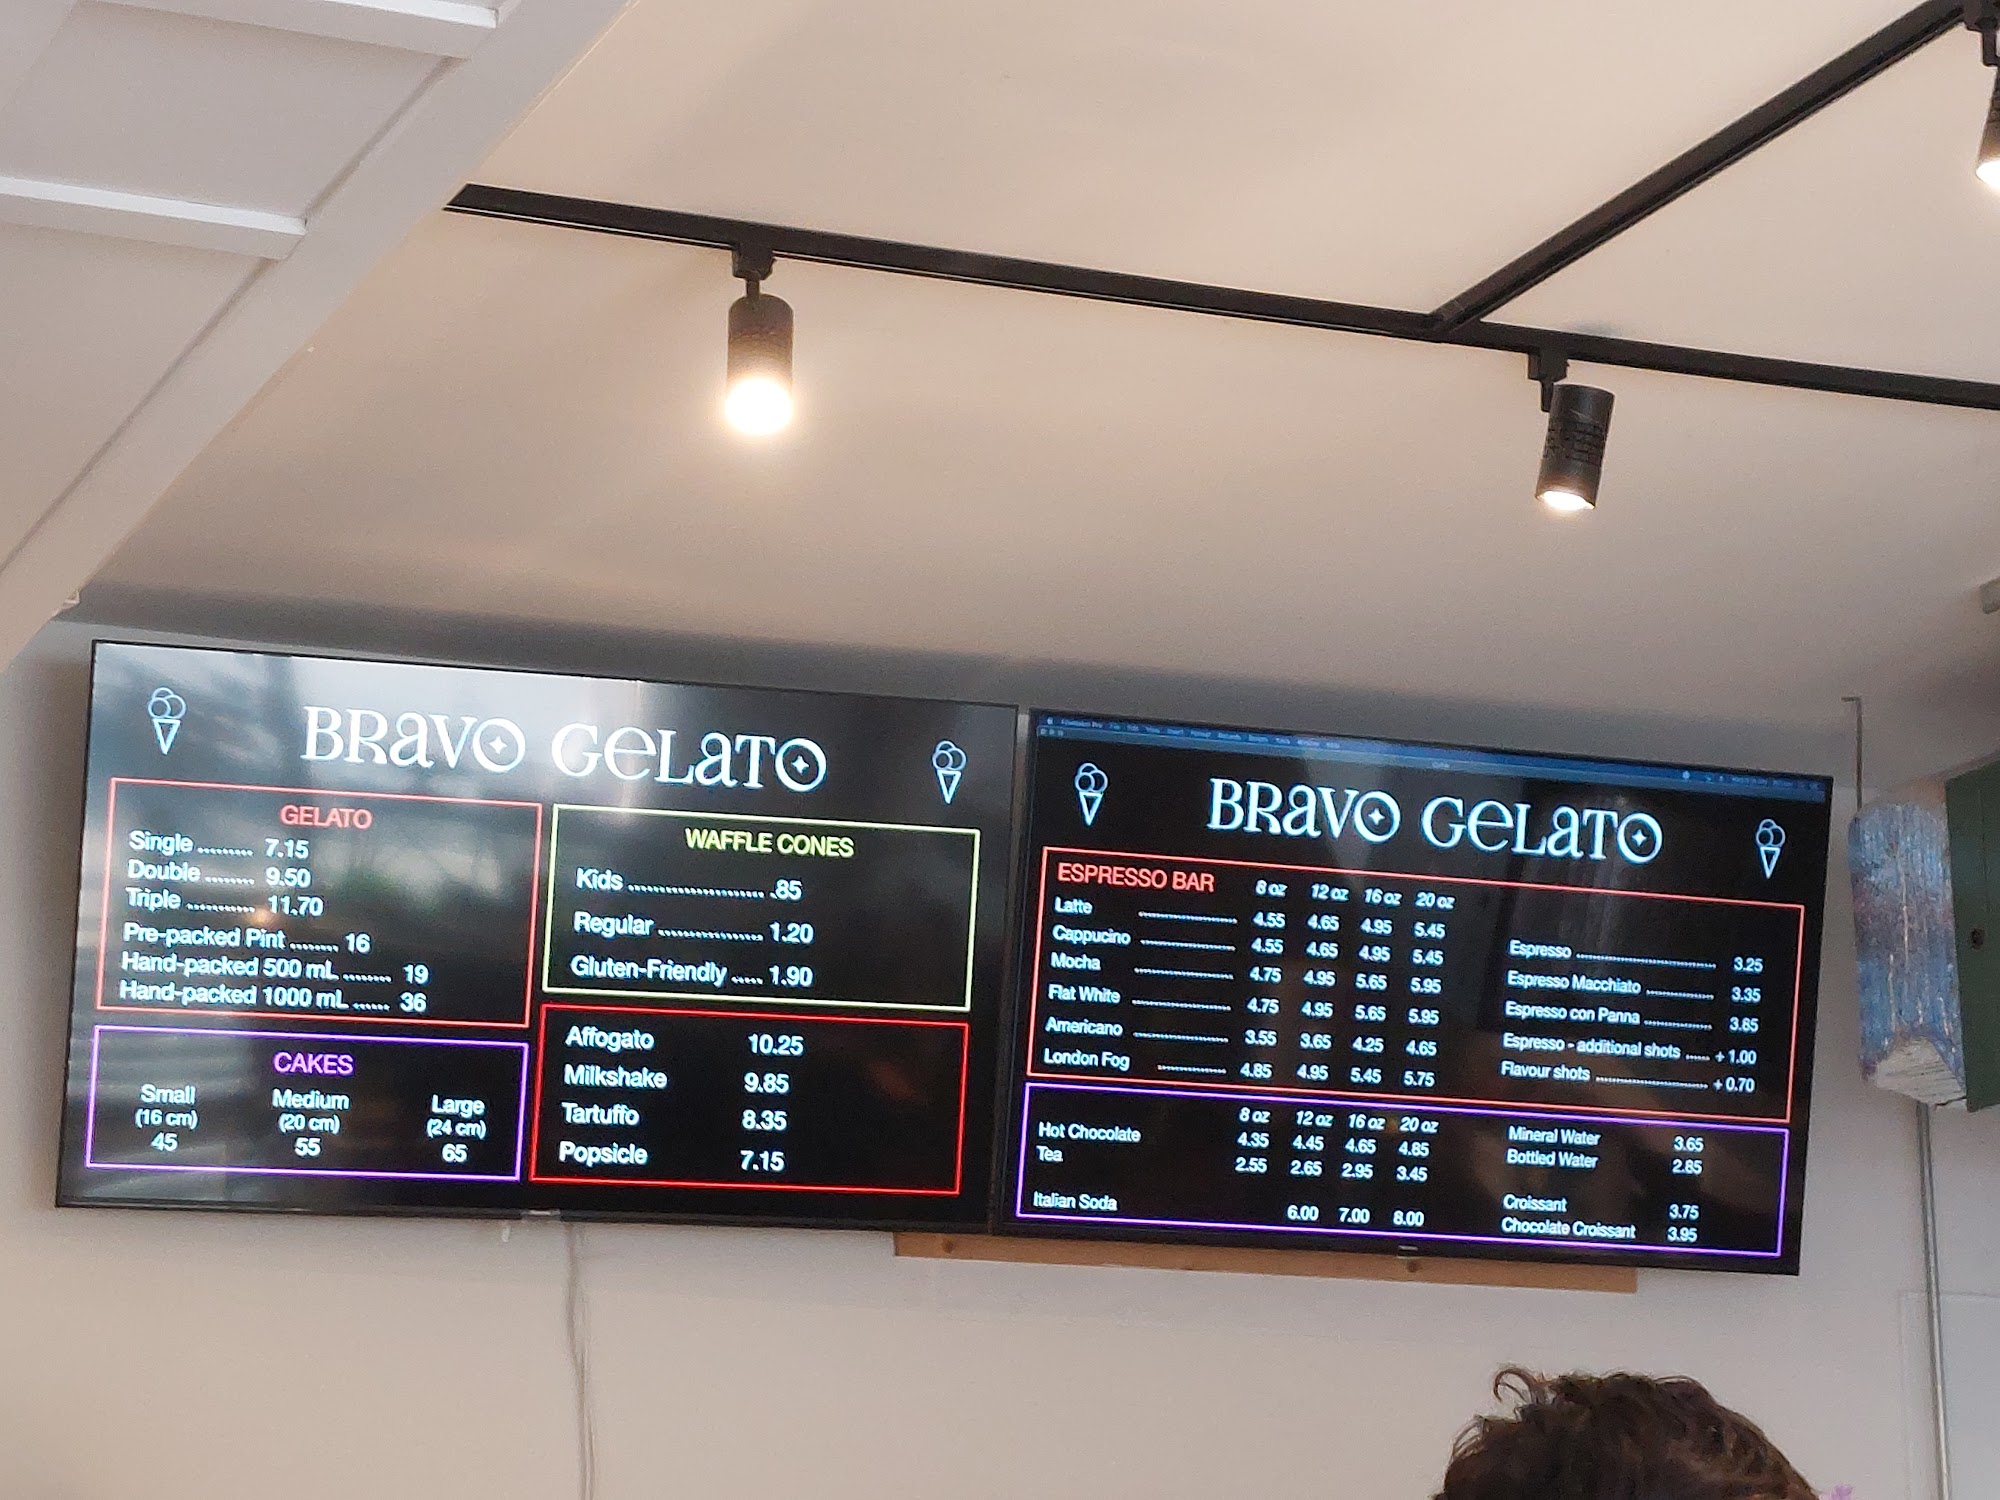 BRAVO GELATO
GELATO
Single ......... 7.15
Double ........ 9.50
Triple ........... 11.70
Pre-packed Pint ........ 16
Hand-packed 500 mL ........ 19
Hand-packed 1000 mL ...... 36
CAKES
Small Medium Large
(16 cm) (20 cm) (24 cm)
45 55 65
WAFFLE CONES
Kids ...................... .85
Regular ................. 1.20
Gluten-Friendly ..... 1.90
Affogato 10.25
Milkshake 9.85
Tartuffo 8.35
Popsicle 7.15
BRAVO GELATO
ESPRESSO BAR 8 oz 12 oz 16 oz 20 oz
Latte ..................... 4.55 4.65 4.95 5.45
Cappucino ..................... 4.55 4.65 4.95 5.45
Mocha ..................... 4.75 4.95 5.65 5.95
Flat White ..................... 4.75 4.95 5.65 5.95
Americano ..................... 3.55 3.65 4.25 4.65
London Fog ............... 4.85 4.95 5.45 5.75
Espresso .............................. 3.25
Espresso Macchiato .............. 3.35
Espresso con Panna .............. 3.65
Espresso - additional shots ...... + 1.00
Flavour shots ........................ + 0.70
8 oz 12 oz 16 oz 20 oz
Hot Chocolate 4.35 4.45 4.65 4.85
Tea 2.55 2.65 2.95 3.45
Italian Soda 6.00 7.00 8.00
Mineral Water 3.65
Bottled Water 2.85
Croissant 3.75
Chocolate Croissant 3.95